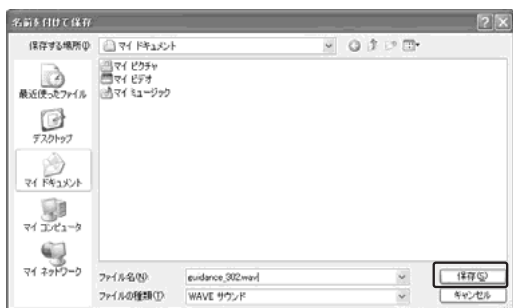 名前を付けて保存
保存する場所(I): マイ ドキュメント
マイ ピクチャ
マイ ビデオ
マイ ミュージック
最近使ったファイル
デスクトップ
マイ ドキュメント
マイ コンピュータ
マイ ネットワーク
ファイル名(N): guidance_302.wav
保存(S)
ファイルの種類(T): WAVE サウンド
キャンセル